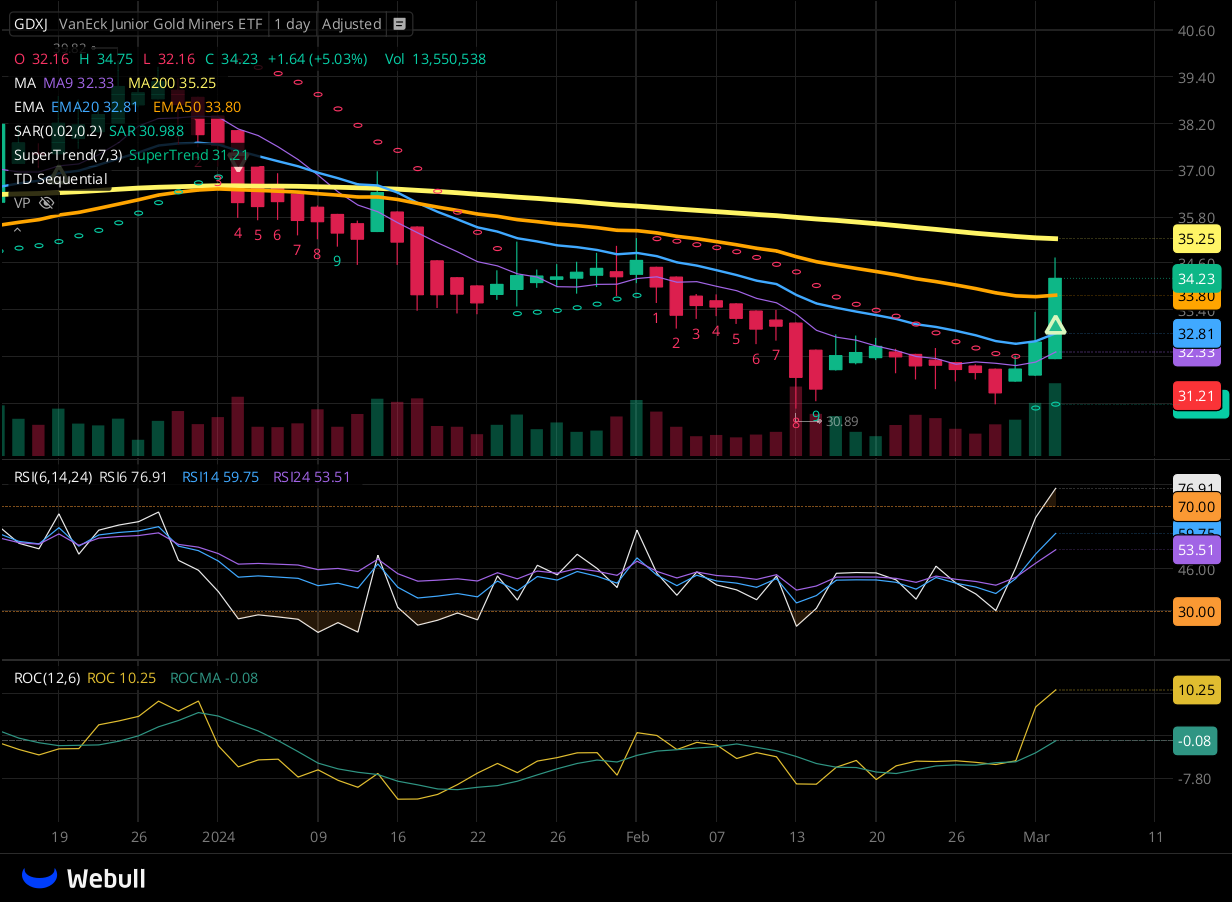 GDXJ VanEck Junior Gold Miners ETF 1 day Adjusted
O 32.16 H 34.75 L 32.16 C 34.23 +1.64 (+5.03%) Vol 13,550,538
MA MA9 32.33 MA200 35.25
EMA EMA20 32.81 EMA50 33.80
SAR(0.02,0.2) SAR 30.988
SuperTrend(7,3) SuperTrend 31.21
TD Sequential
VP
40.60
39.40
38.20
37.00
35.80
35.25
34.60
34.23
33.80
33.40
32.81
32.33
31.21
4 5 6 7 8 9
1 2 3 4 5 6 7 9
30.89
RSI(6,14,24) RSI6 76.91 RSI14 59.75 RSI24 53.51
76.91
70.00
59.75
53.51
46.00
30.00
ROC(12,6) ROC 10.25 ROCMA -0.08
10.25
-0.08
-7.80
19 26 2024 09 16 22 26 Feb 07 13 20 26 Mar 11
Webull